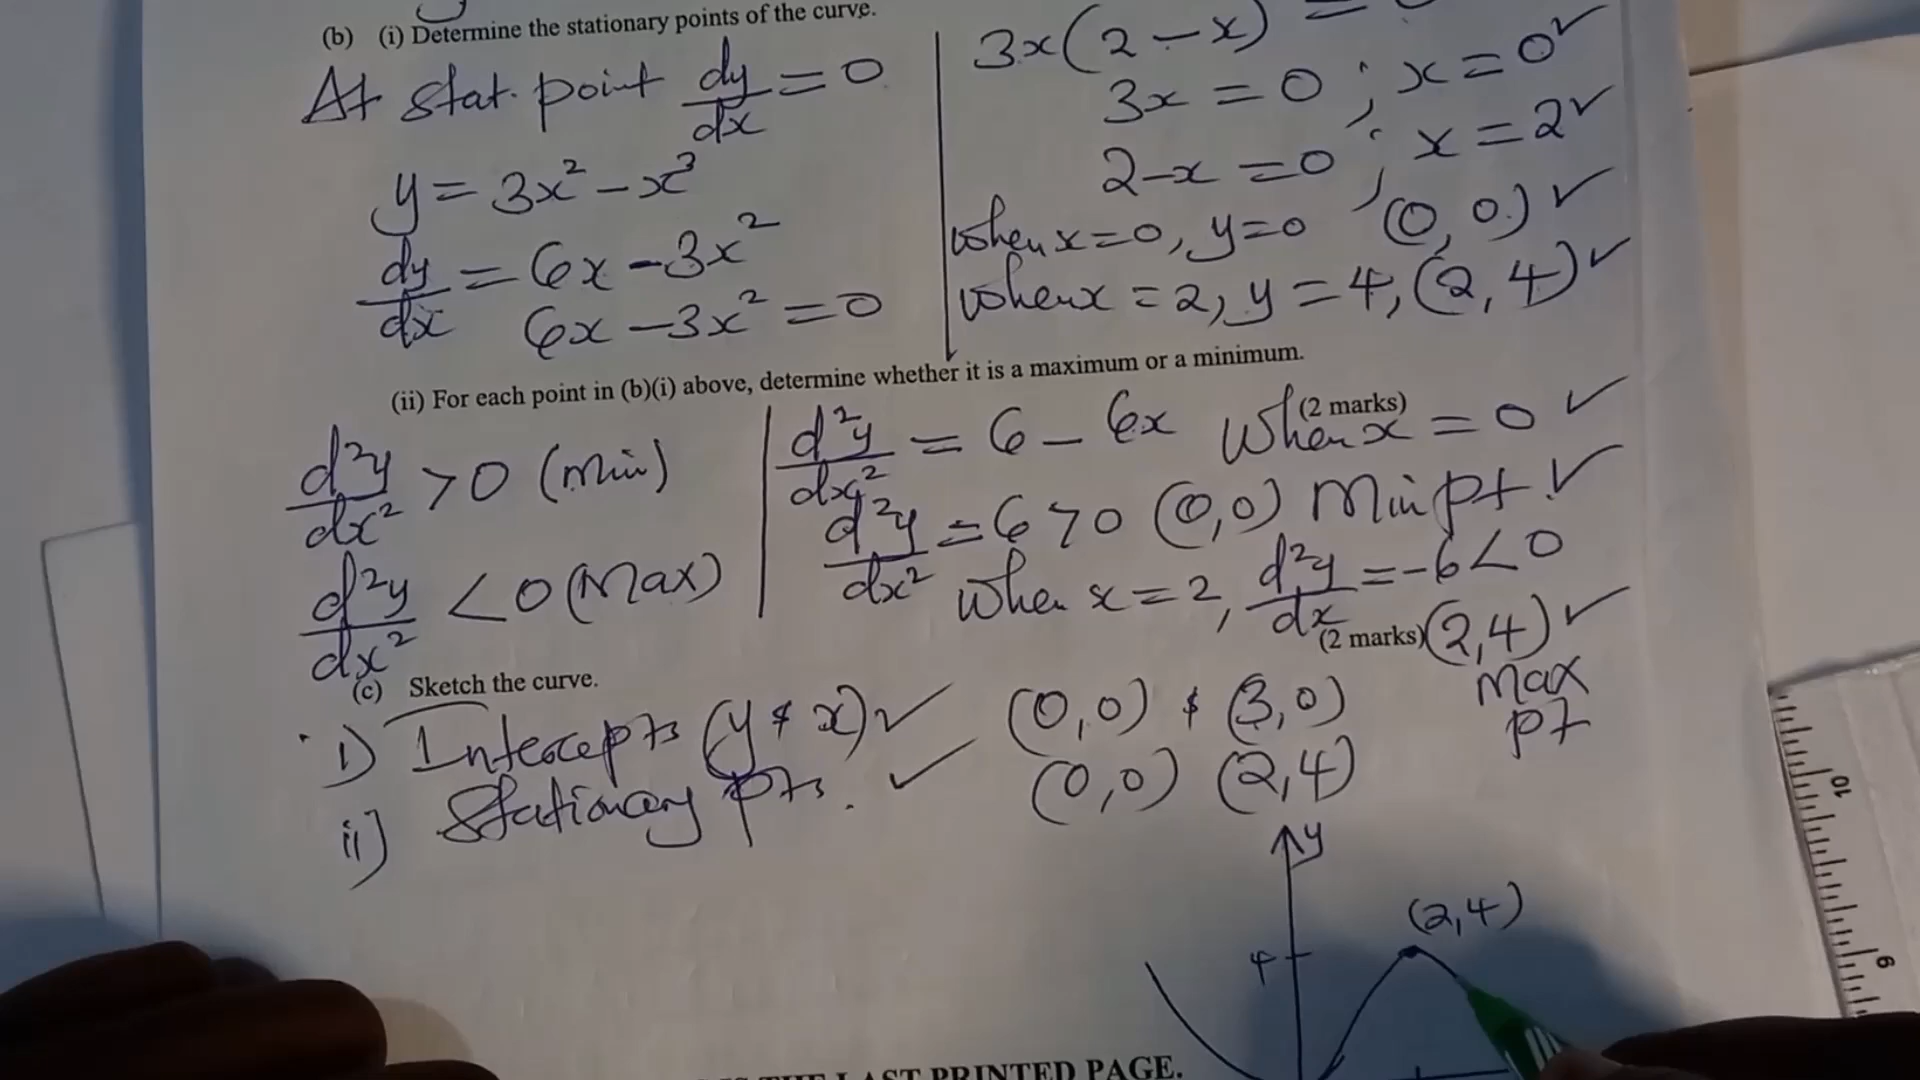 (b) (i) Determine the stationary points of the curve.
At stat. point dy/dx = 0
y = 3x² - x³
dy/dx = 6x - 3x²
6x - 3x² = 0
3x(2 - x) =
3x = 0 ; x = 0 ✓
2 - x = 0 ; x = 2 ✓
when x = 0, y = 0 (0, 0) ✓
when x = 2, y = 4, (2, 4) ✓
(ii) For each point in (b)(i) above, determine whether it is a maximum or a minimum.
(2 marks)
d²y/dx² > 0 (Min)
d²y/dx² < 0 (Max)
d²y/dx² = 6 - 6x When x = 0 ✓
d²y/dx² = 6 > 0 (0,0) Min pt. ✓
When x = 2, d²y/dx = -6 < 0
(2 marks) (2,4) ✓
Max
pt
(c) Sketch the curve.
i) Intercepts (y & x) ✓ (0,0) & (3,0)
ii) Stationary pts. ✓ (0,0) (2,4)
y
(2,4)
4
LAST PRINTED PAGE.
10
9